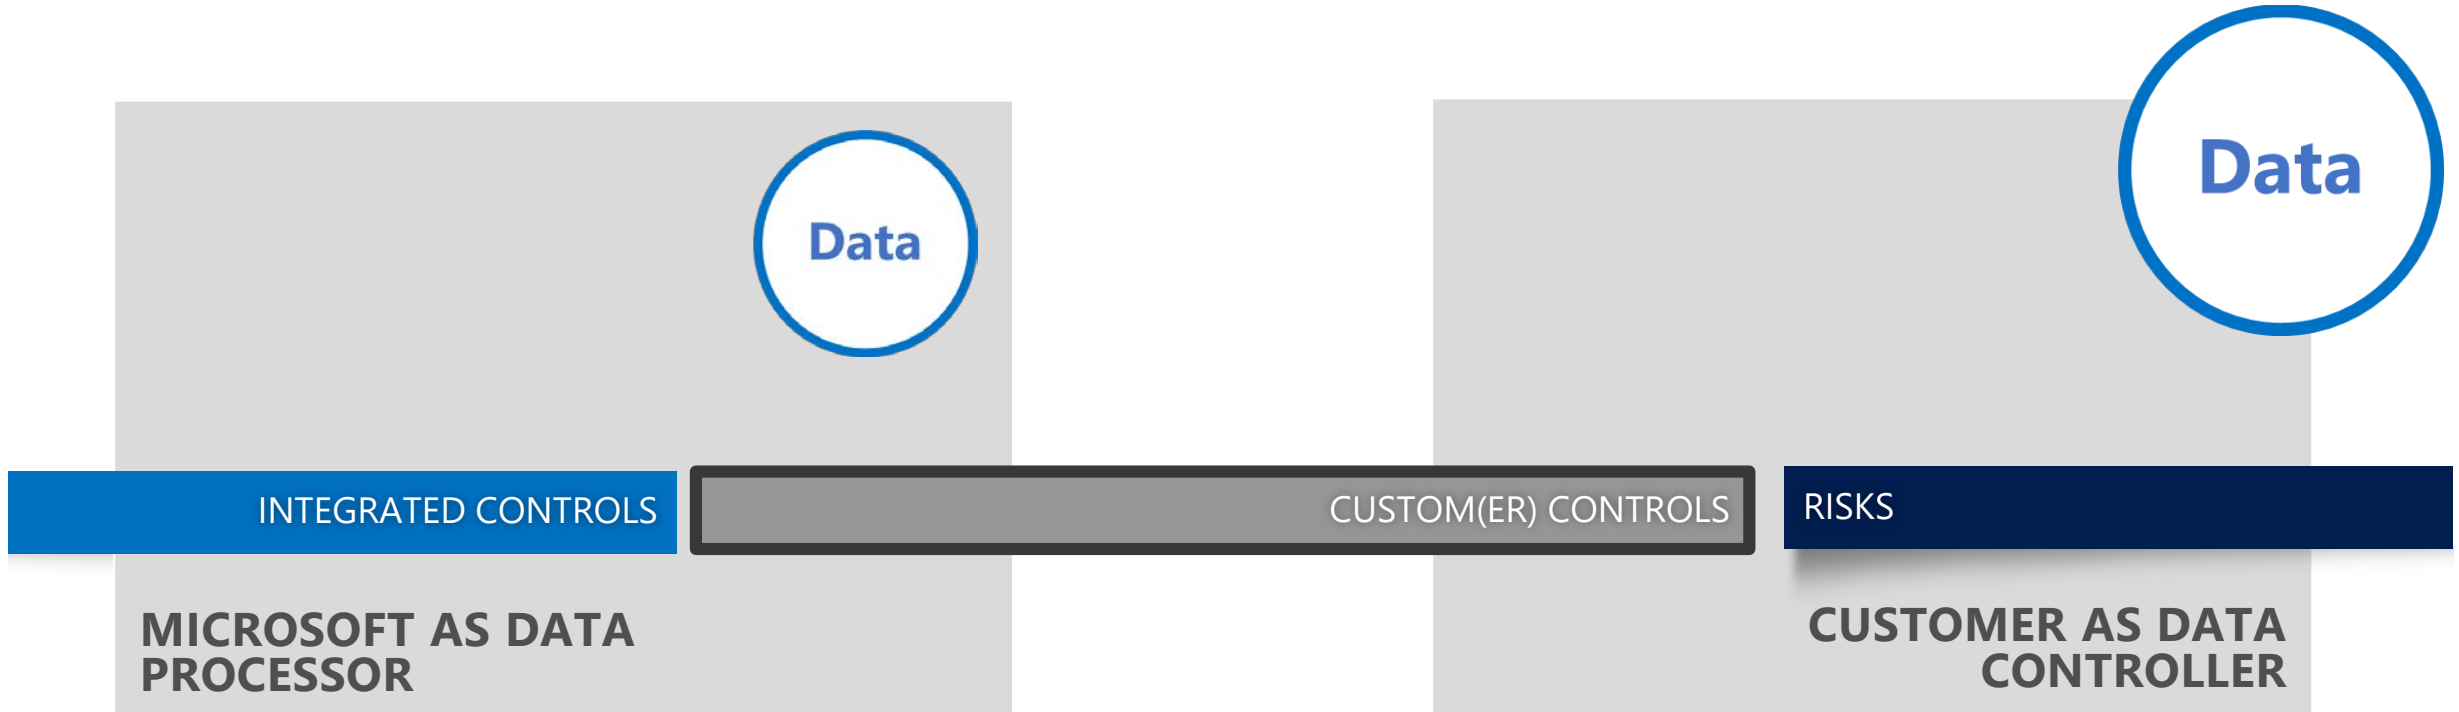 Data
Data
INTEGRATED CONTROLS
CUSTOM(ER) CONTROLS
RISKS
MICROSOFT AS DATA
PROCESSOR
CUSTOMER AS DATA
CONTROLLER